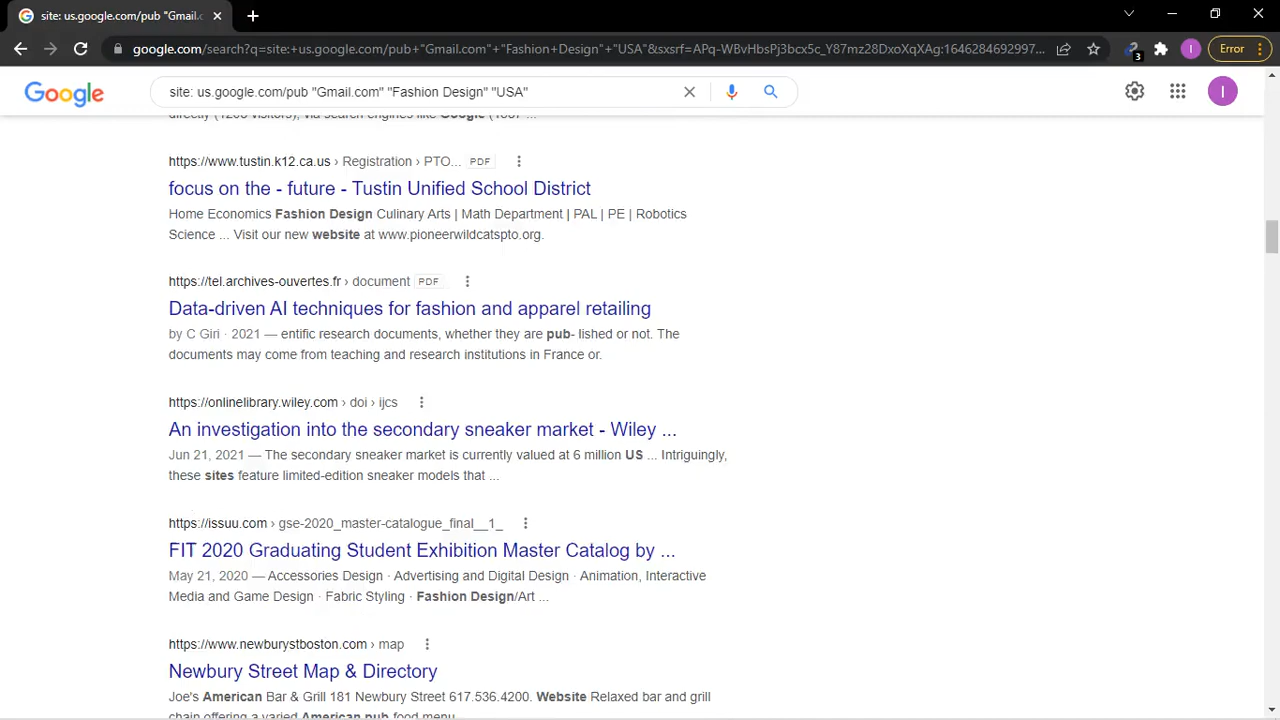 site: us.google.com/pub "Gmail.c
google.com/search?q=site:+us.google.com/pub+"Gmail.com"+"Fashion+Design"+"USA"&sxsrf=APq-WBvHbsPj3bcx5c_Y87mz28DxoXqXAg:1646284692997...
3
I
Error
Google
site: us.google.com/pub "Gmail.com" "Fashion Design" "USA"
I
directly (1206 visitors), via search engines like Google (1687 ...
https://www.tustin.k12.ca.us › Registration › PTO... PDF
focus on the - future - Tustin Unified School District
Home Economics Fashion Design Culinary Arts | Math Department | PAL | PE | Robotics
Science ... Visit our new website at www.pioneerwildcatspto.org.
https://tel.archives-ouvertes.fr › document PDF
Data-driven AI techniques for fashion and apparel retailing
by C Giri · 2021 — entific research documents, whether they are pub- lished or not. The
documents may come from teaching and research institutions in France or.
https://onlinelibrary.wiley.com › doi › ijcs
An investigation into the secondary sneaker market - Wiley ...
Jun 21, 2021 — The secondary sneaker market is currently valued at 6 million US ... Intriguingly,
these sites feature limited-edition sneaker models that ...
https://issuu.com › gse-2020_master-catalogue_final__1_
FIT 2020 Graduating Student Exhibition Master Catalog by ...
May 21, 2020 — Accessories Design · Advertising and Digital Design · Animation, Interactive
Media and Game Design · Fabric Styling · Fashion Design/Art ...
https://www.newburystboston.com › map
Newbury Street Map & Directory
Joe's American Bar & Grill 181 Newbury Street 617.536.4200. Website Relaxed bar and grill
chain offering a varied American pub food menu